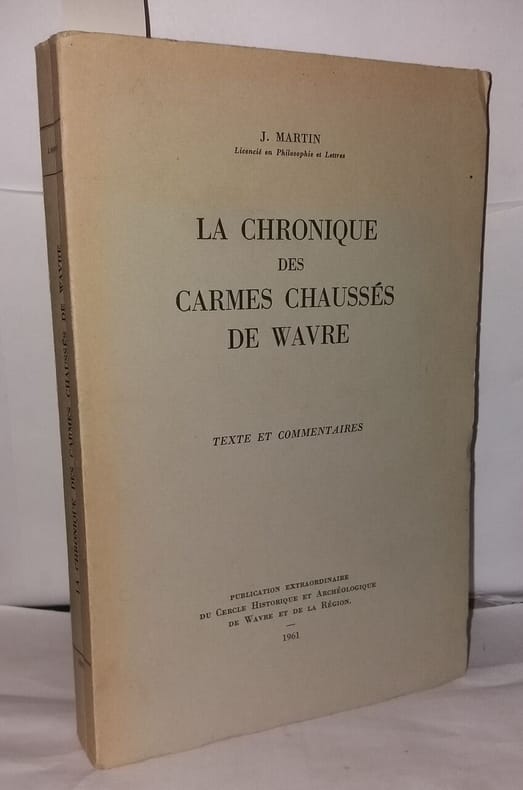 J. MARTIN
Licencié en Philosophie et Lettres
LA CHRONIQUE
DES
CARMES CHAUSSÉS
DE WAVRE
TEXTE ET COMMENTAIRES
PUBLICATION EXTRAORDINAIRE
DU CERCLE HISTORIQUE ET ARCHÉOLOGIQUE
DE WAVRE ET DE LA RÉGION.
1961
LA CHRONIQUE DES CARMES CHAUSSÉS DE WAVRE